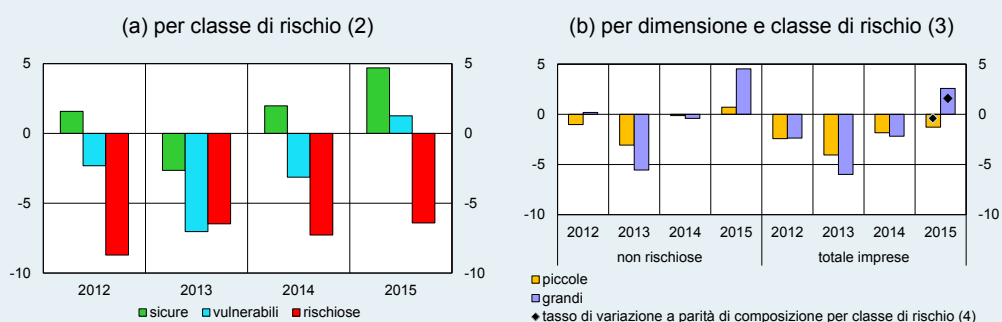 (a) per classe di rischio (2)
5 5
0 0
-5 -5
-10 -10
2012 2013 2014 2015
sicure vulnerabili rischiose
(b) per dimensione e classe di rischio (3)
5 5
0 0
-5 -5
-10 -10
2012 2013 2014 2015 2012 2013 2014 2015
non rischiose totale imprese
piccole
grandi
tasso di variazione a parità di composizione per classe di rischio (4)